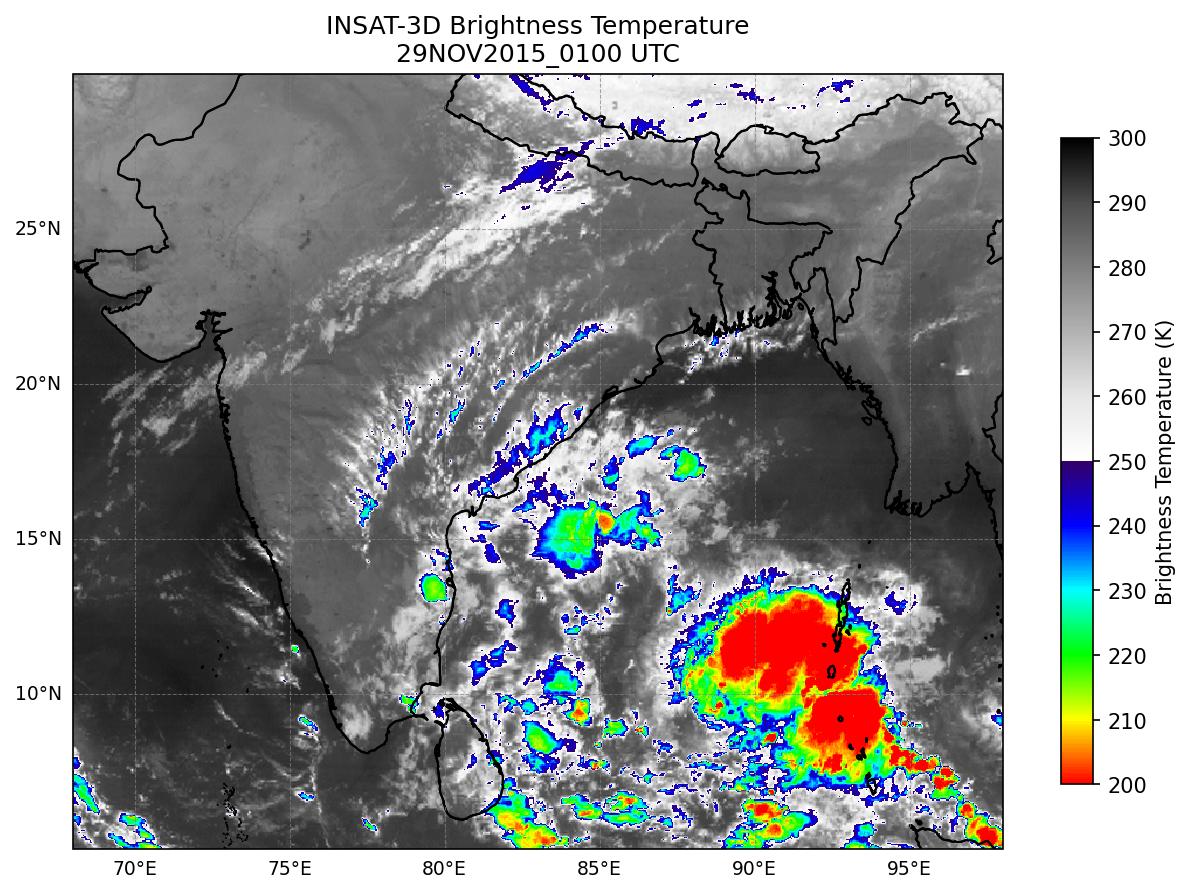 INSAT-3D Brightness Temperature
29NOV2015_0100 UTC
25°N
20°N
15°N
10°N
70°E
75°E
80°E
85°E
90°E
95°E
300
290
280
270
260
250
240
230
220
210
200
Brightness Temperature (K)